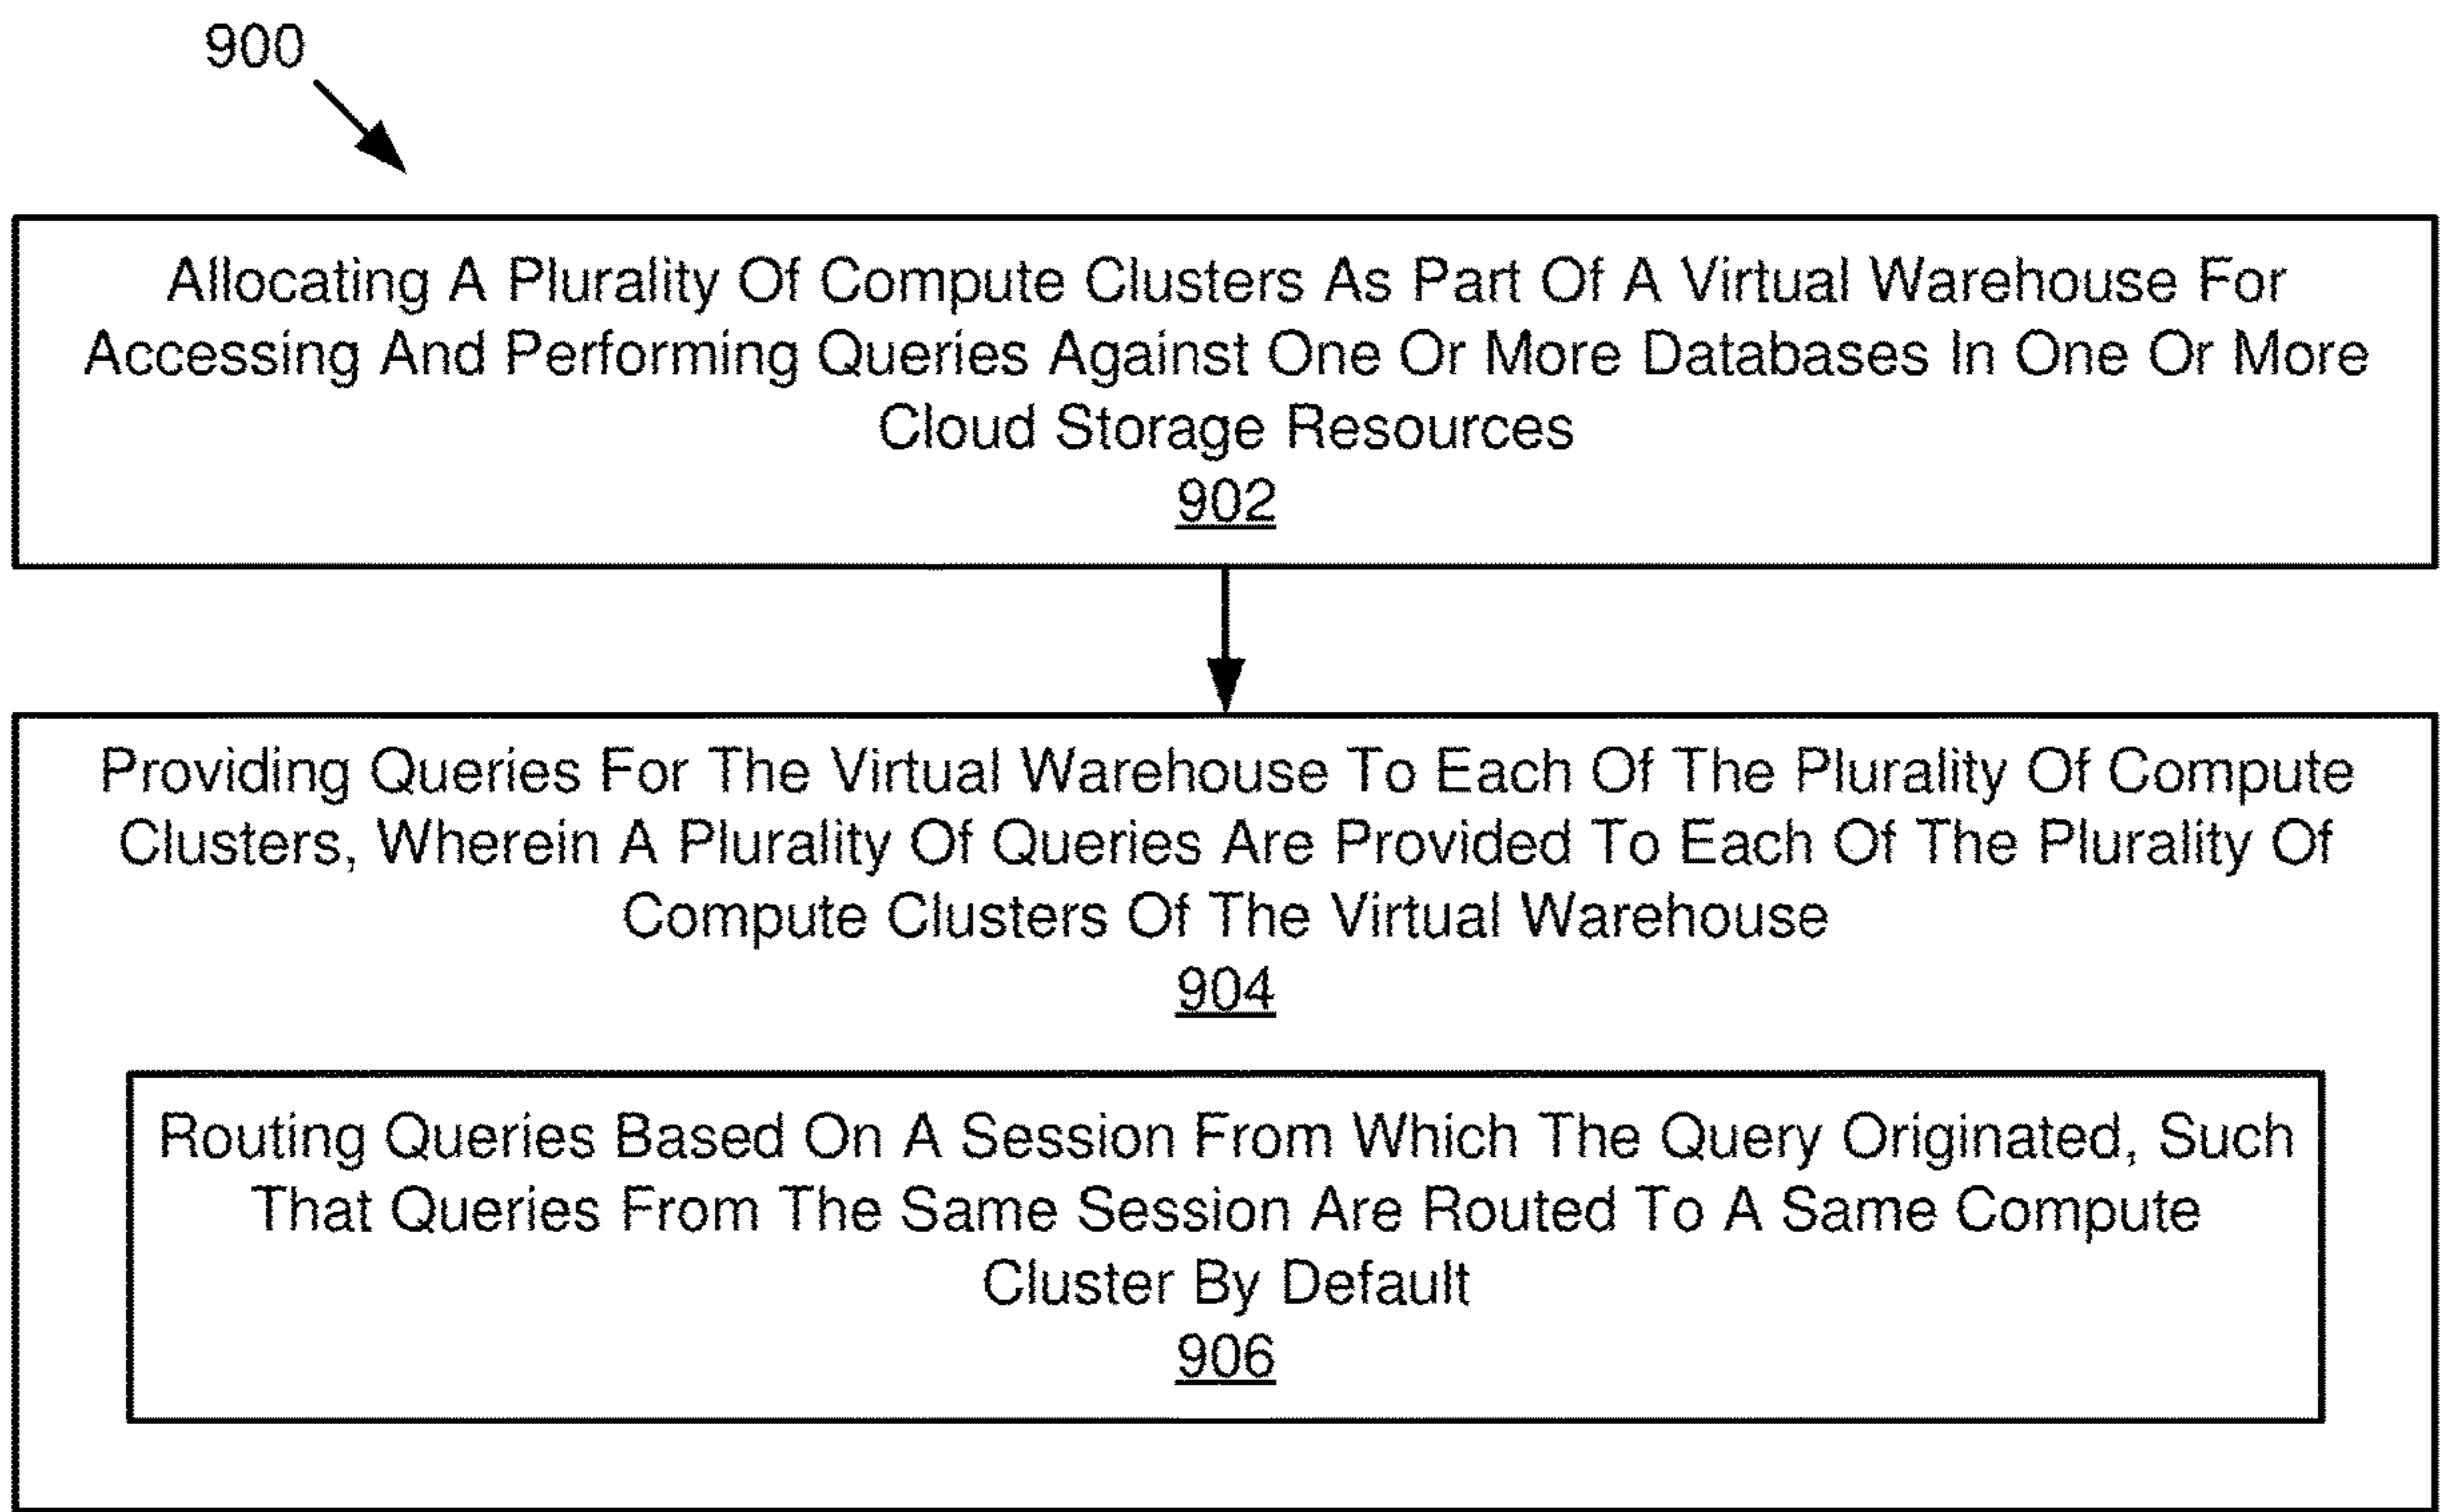 900
Allocating A Plurality Of Compute Clusters As Part Of A Virtual Warehouse For
Accessing And Performing Queries Against One Or More Databases In One Or More
Cloud Storage Resources
902
Providing Queries For The Virtual Warehouse To Each Of The Plurality Of Compute
Clusters, Wherein A Plurality Of Queries Are Provided To Each Of The Plurality Of
Compute Clusters Of The Virtual Warehouse
904
Routing Queries Based On A Session From Which The Query Originated, Such
That Queries From The Same Session Are Routed To A Same Compute
Cluster By Default
906